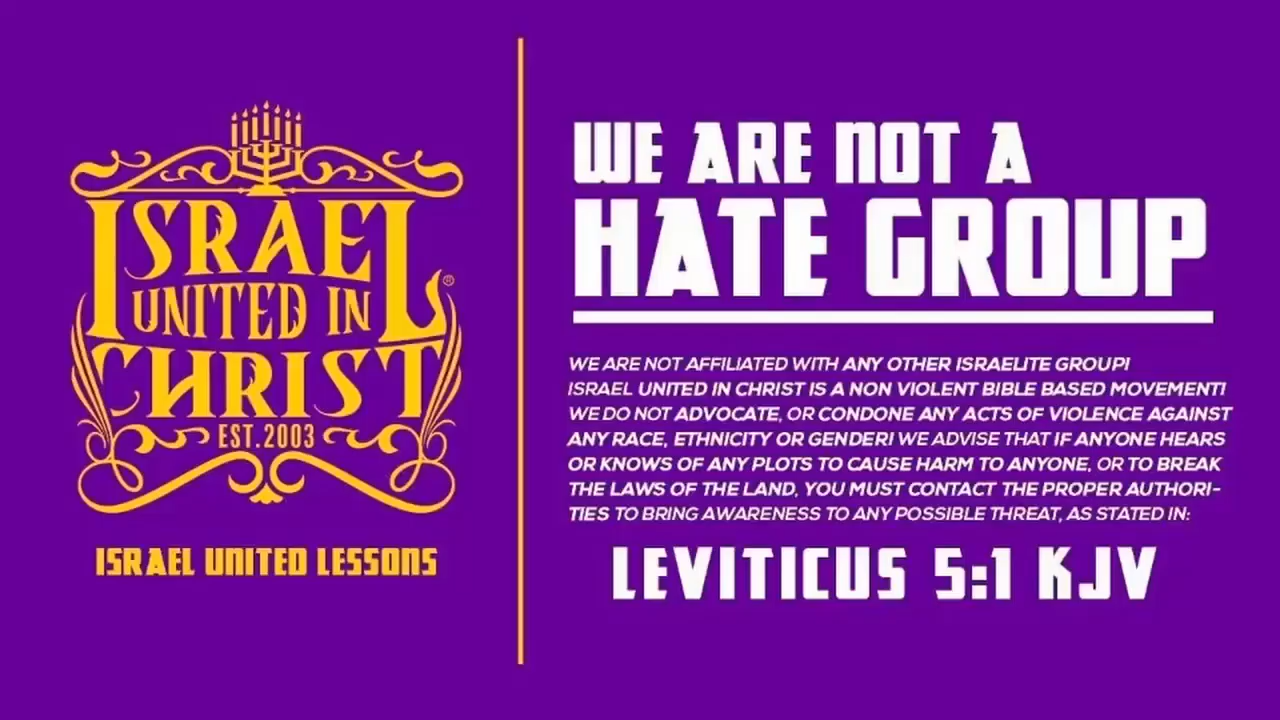 ISRAEL
UNITED IN
CHRIST
EST.2003
ISRAEL UNITED LESSONS
WE ARE NOT A
HATE GROUP
WE ARE NOT AFFILIATED WITH ANY OTHER ISRAELITE GROUP!
ISRAEL UNITED IN CHRIST IS A NON VIOLENT BIBLE BASED MOVEMENT!
WE DO NOT ADVOCATE, OR CONDONE ANY ACTS OF VIOLENCE AGAINST
ANY RACE, ETHNICITY OR GENDER! WE ADVISE THAT IF ANYONE HEARS
OR KNOWS OF ANY PLOTS TO CAUSE HARM TO ANYONE, OR TO BREAK
THE LAWS OF THE LAND, YOU MUST CONTACT THE PROPER AUTHORI-
TIES TO BRING AWARENESS TO ANY POSSIBLE THREAT, AS STATED IN:
LEVITICUS 5:1 KJV